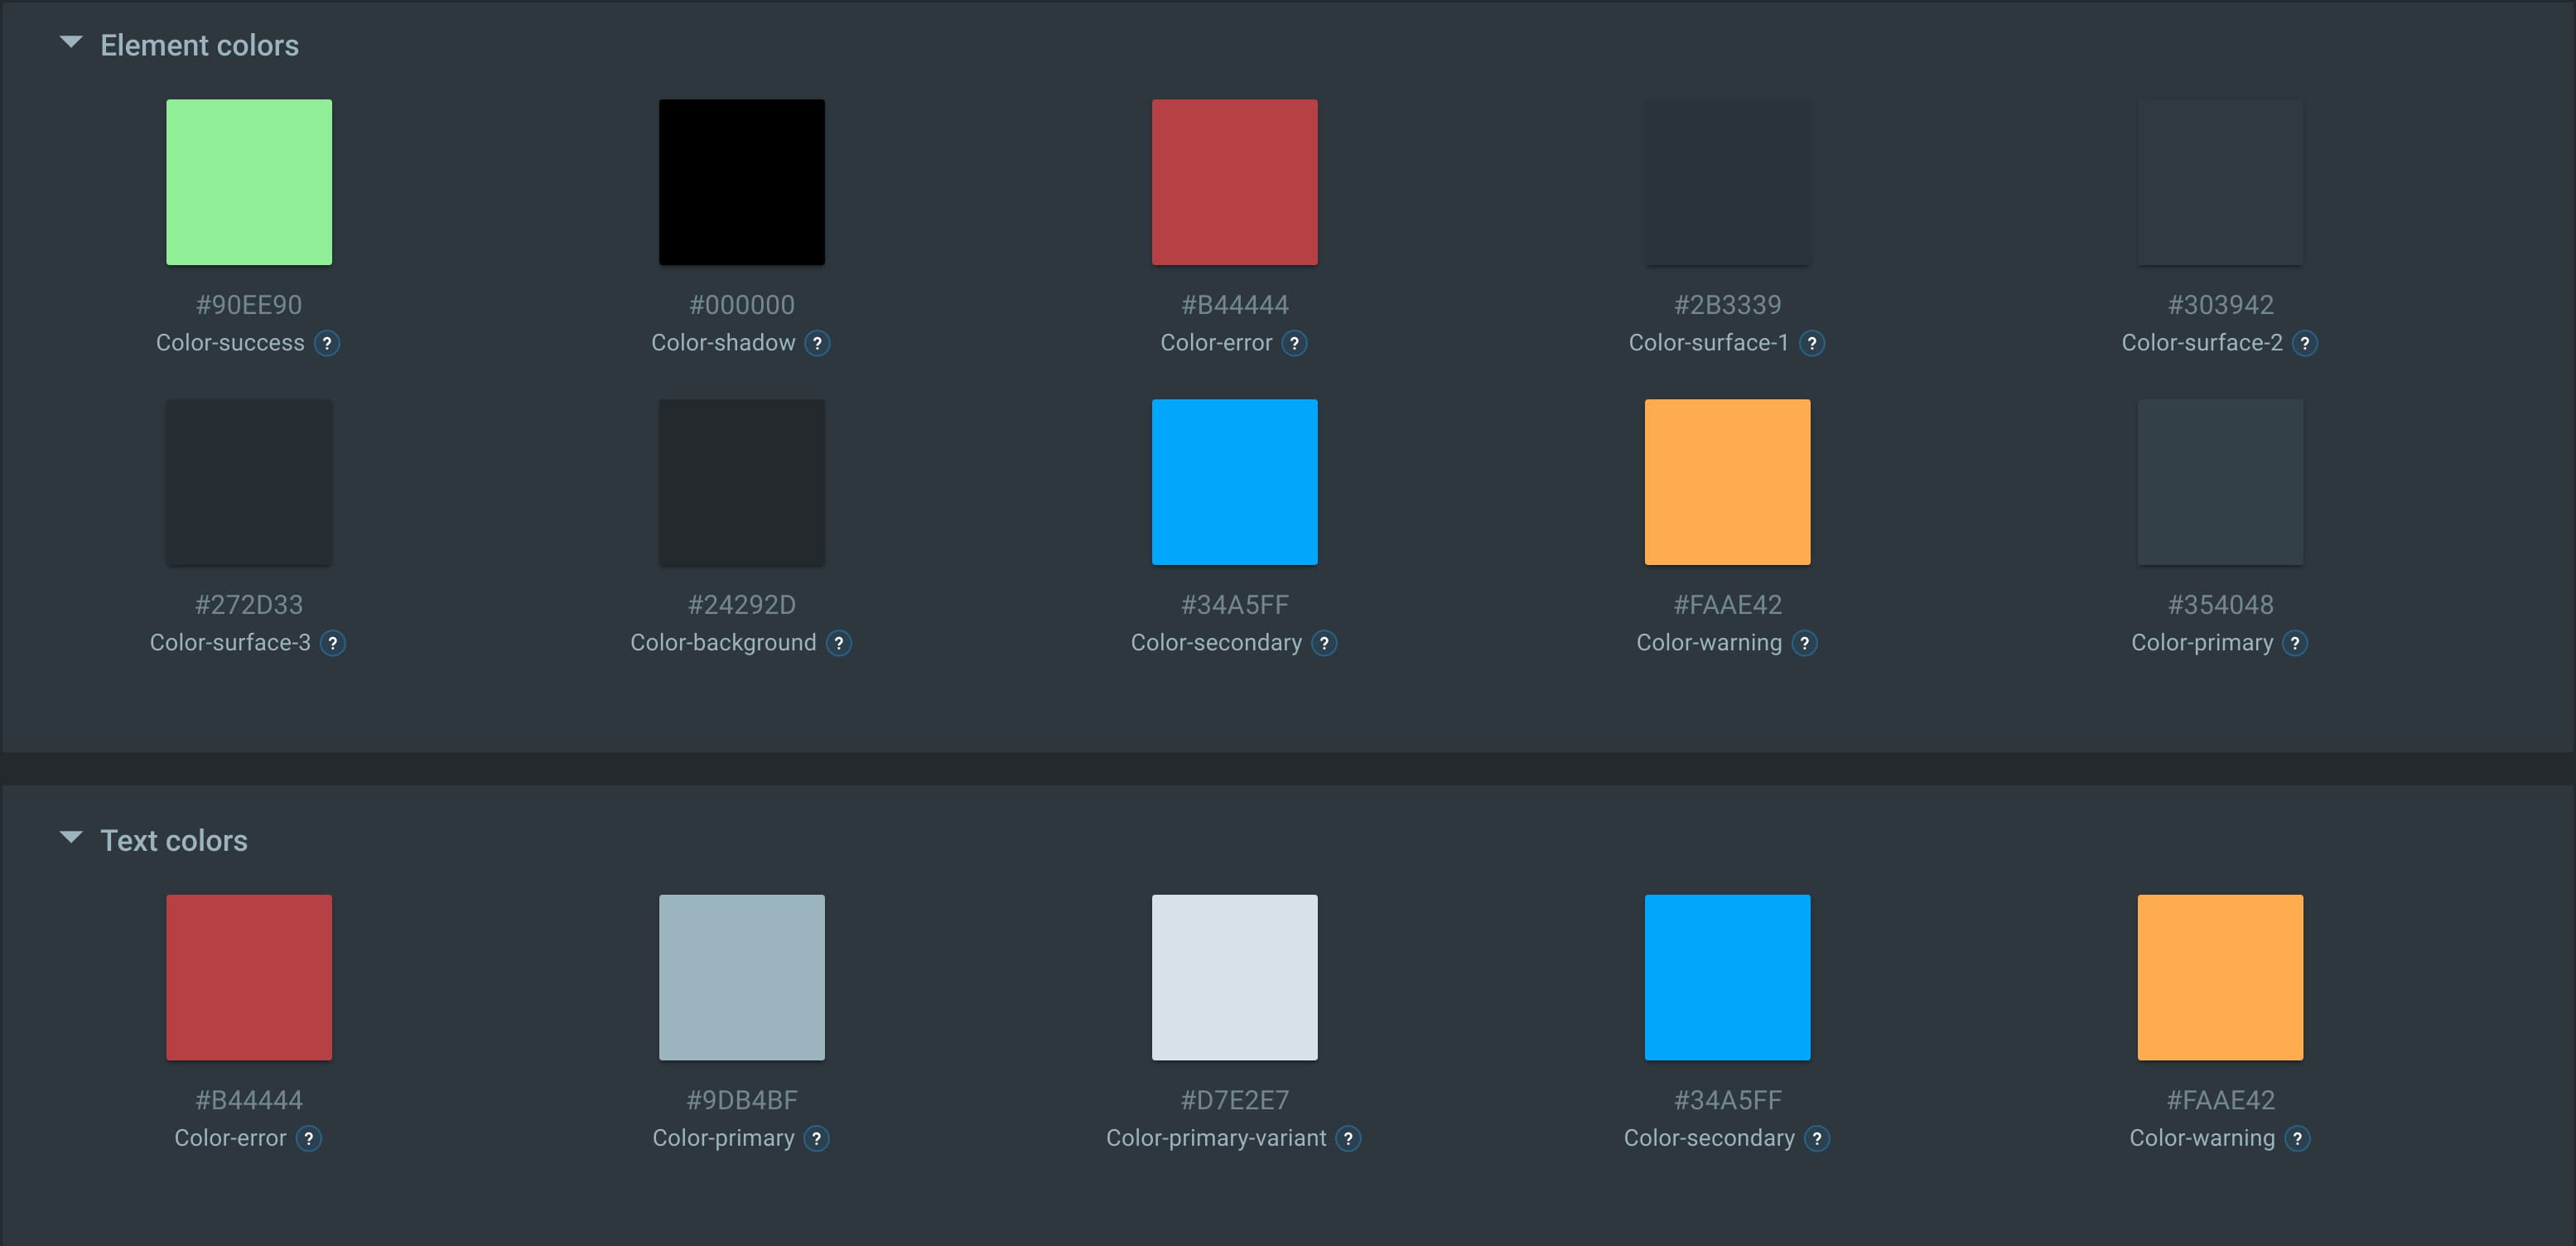 Element colors
#90EE90 #000000 #B44444 #2B3339 #303942
Color-success ? Color-shadow ? Color-error ? Color-surface-1 ? Color-surface-2 ?
#272D33 #24292D #34A5FF #FAAE42 #354048
Color-surface-3 ? Color-background ? Color-secondary ? Color-warning ? Color-primary ?
Text colors
#B44444 #9DB4BF #D7E2E7 #34A5FF #FAAE42
Color-error ? Color-primary ? Color-primary-variant ? Color-secondary ? Color-warning ?